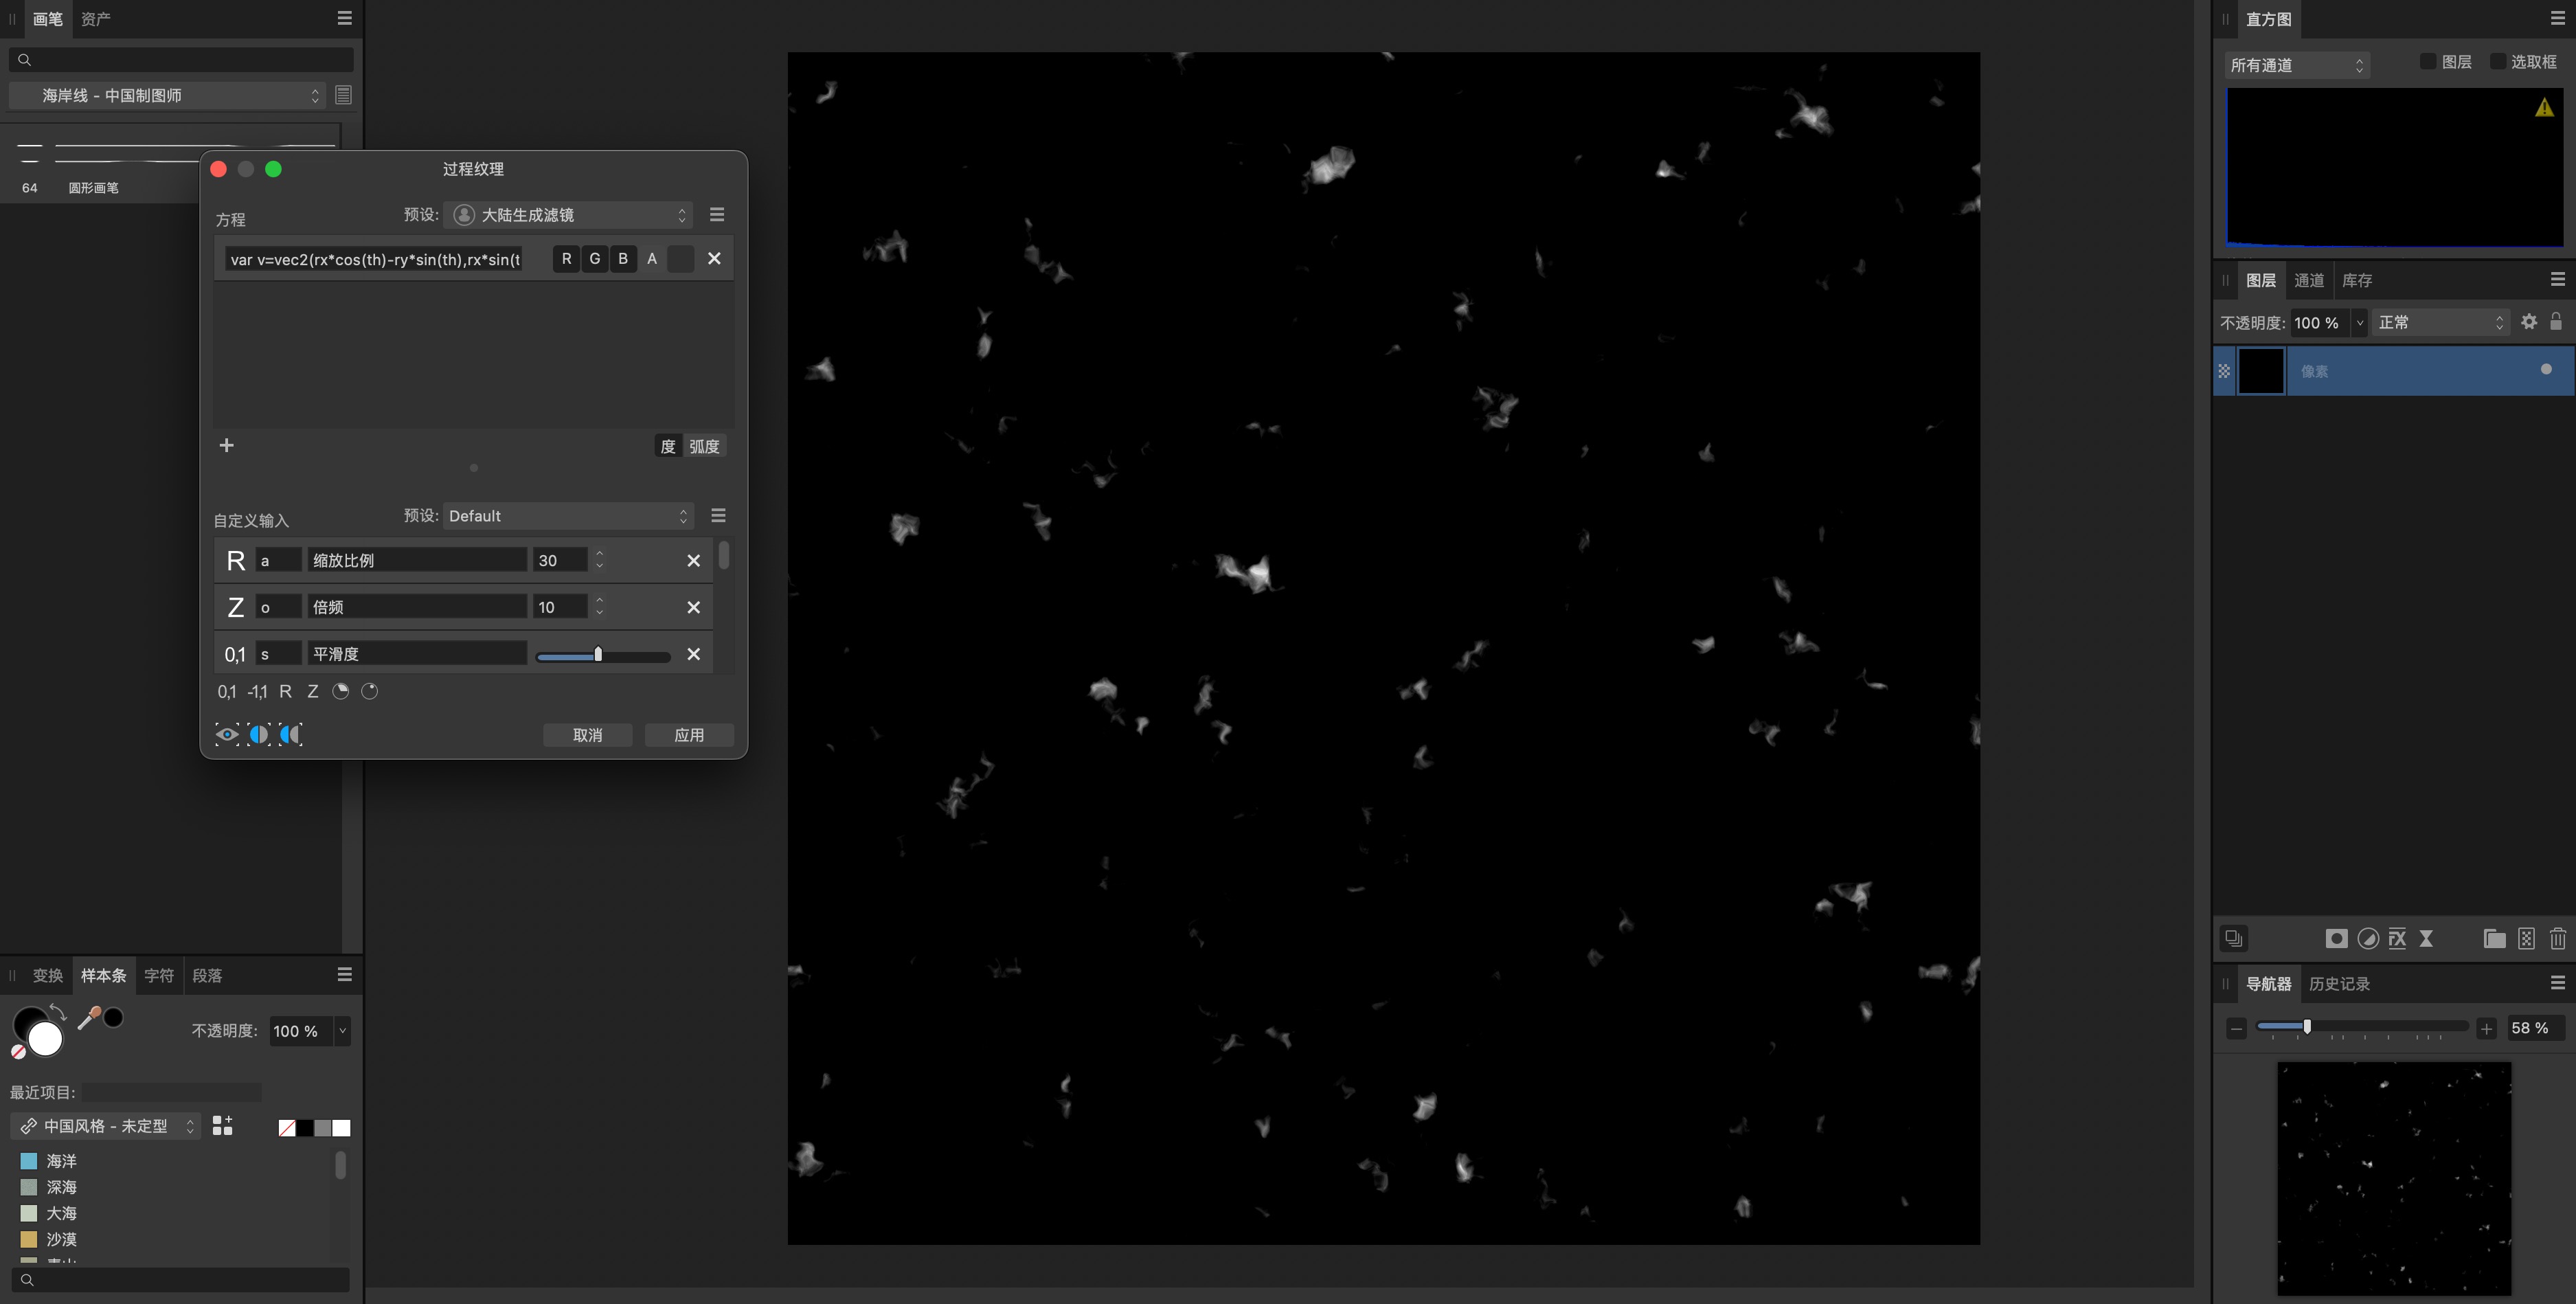 画笔 资产
海岸线 - 中国制图师
64 圆形画笔
过程纹理
方程 预设: 大陆生成滤镜
var v=vec2(rx*cos(th)-ry*sin(th),rx*sin(t R G B A
度 弧度
自定义输入 预设: Default
R a 缩放比例 30
Z o 倍频 10
0,1 s 平滑度
0,1 -1,1 R Z
取消 应用
变换 样本条 字符 段落
不透明度: 100 %
最近项目:
中国风格 - 未定型
海洋
深海
大海
沙漠
直方图
所有通道 图层 选取框
图层 通道 库存
不透明度: 100 % 正常
像素
fX
导航器 历史记录
58 %